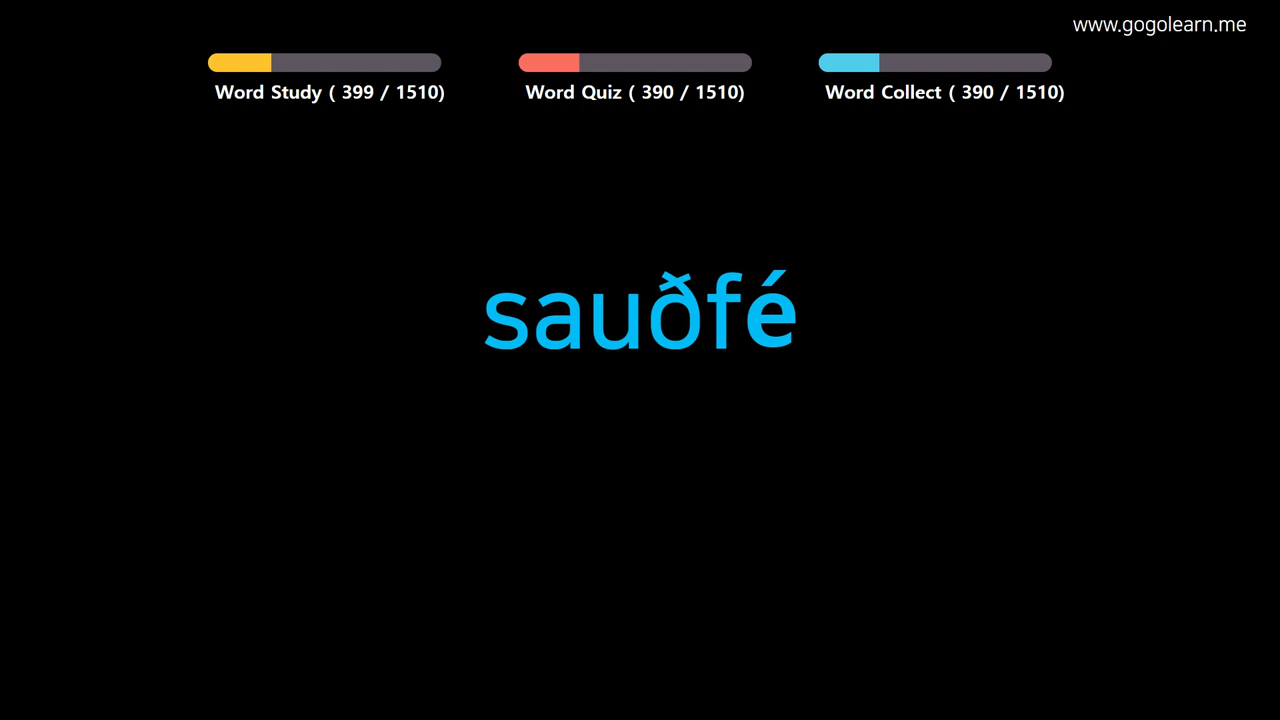 www.gogolearn.me
Word Study ( 399 / 1510)
Word Quiz ( 390 / 1510)
Word Collect ( 390 / 1510)
sauðfé